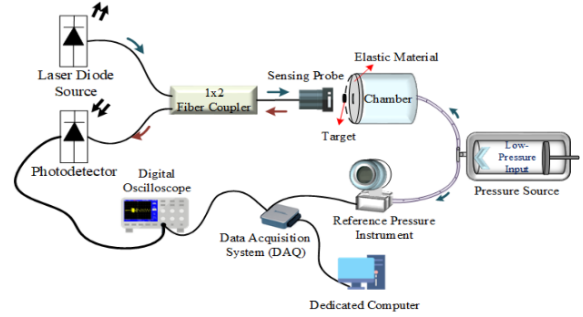 Laser Diode
Source
1x2
Fiber Coupler
Sensing Probe
Elastic Material
Chamber
Target
Low-
Pressure
Input
Pressure Source
Photodetector
Digital
Oscilloscope
Reference Pressure
Instrument
Data Acquisition
System (DAQ)
Dedicated Computer